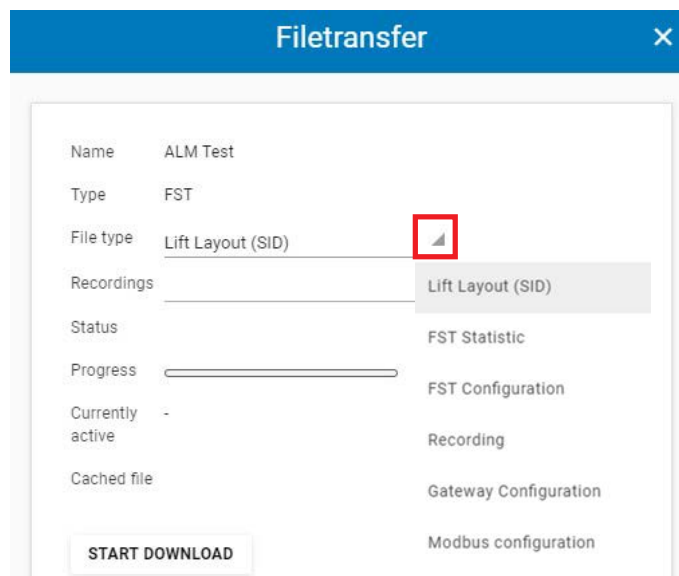 Filetransfer
Name ALM Test
Type FST
File type Lift Layout (SID)
Recordings
Status
Progress
Currently active -
Cached file
START DOWNLOAD
Lift Layout (SID)
FST Statistic
FST Configuration
Recording
Gateway Configuration
Modbus configuration